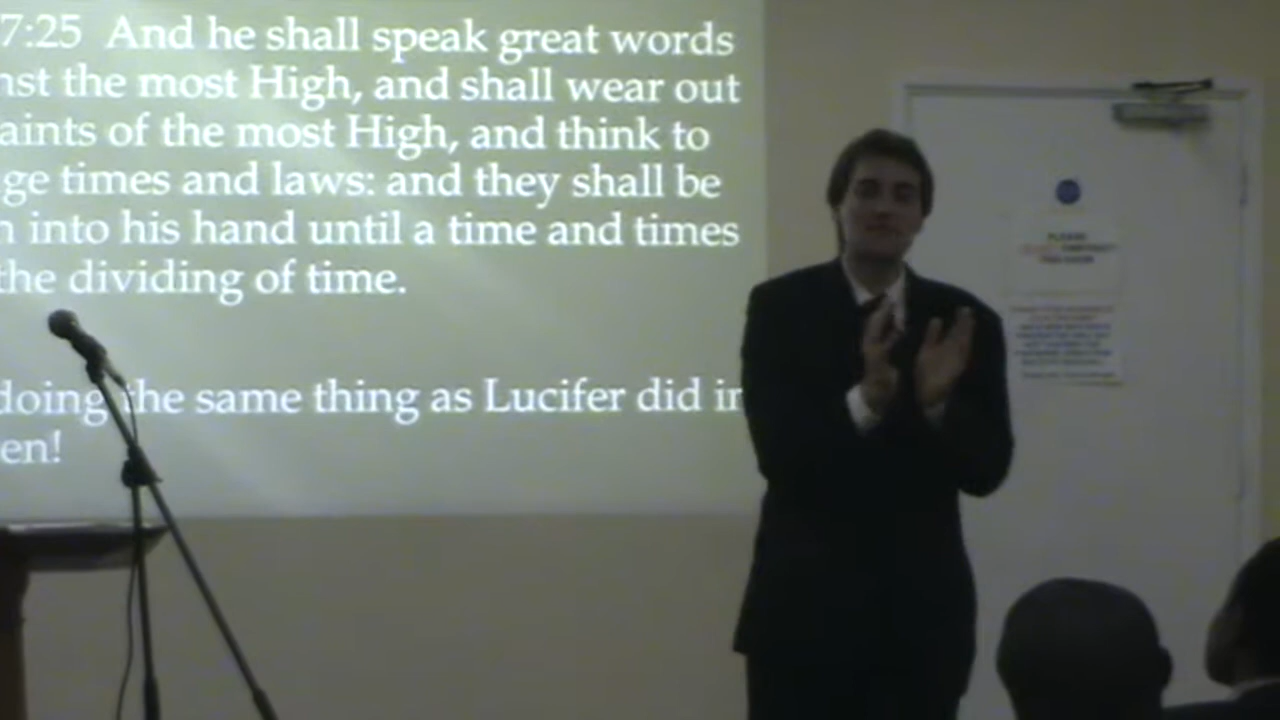 7:25 And he shall speak great words
nst the most High, and shall wear out
aints of the most High, and think to
ge times and laws: and they shall be
n into his hand until a time and times
the dividing of time.
doing the same thing as Lucifer did in
en!
PLEASE